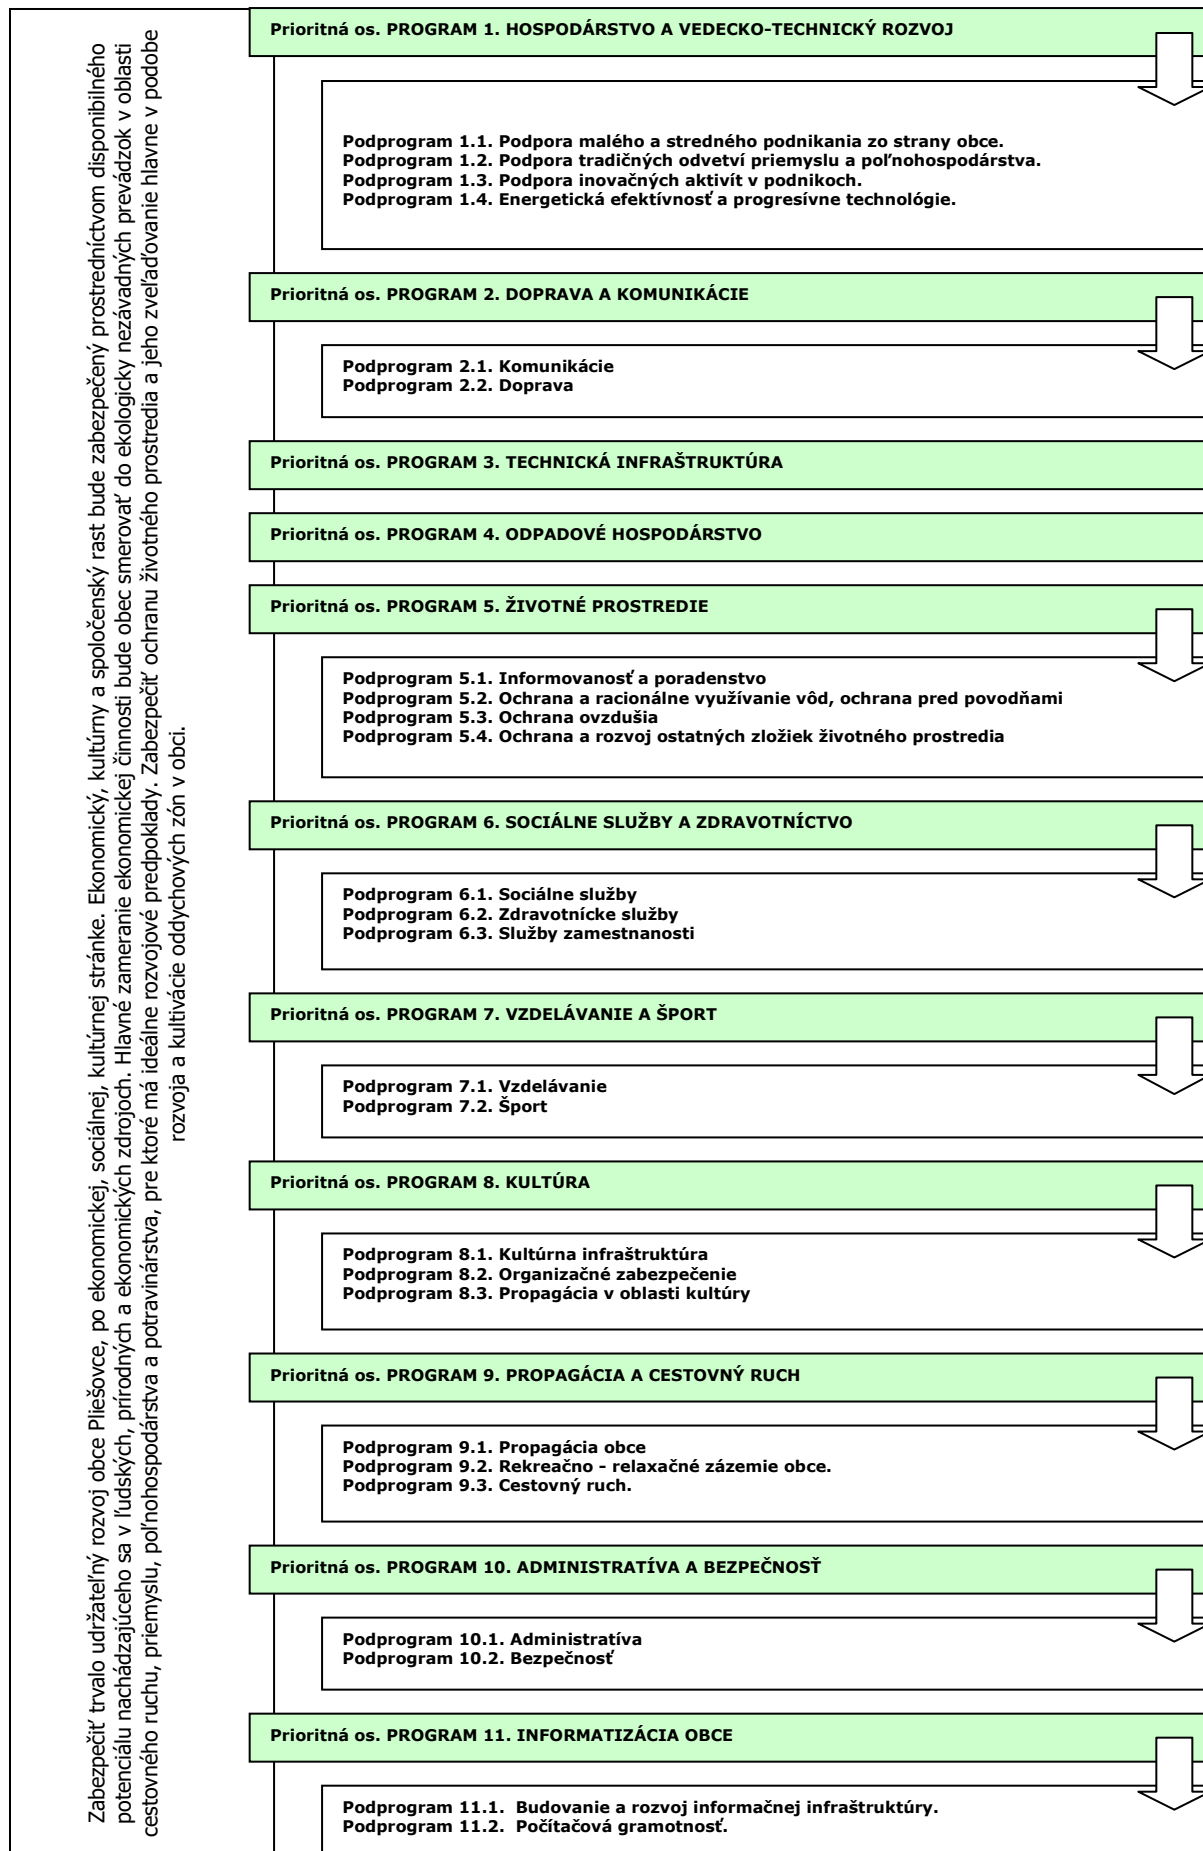 Zabezpečiť trvalo udržateľný rozvoj obce Pliešovce, po ekonomickej, sociálnej, kultúrnej stránke. Ekonomický, kultúrny a spoločenský rast bude zabezpečený prostredníctvom disponibilného
potenciálu nachádzajúceho sa v ľudských, prírodných a ekonomických zdrojoch. Hlavné zameranie ekonomickej činnosti bude obec smerovať do ekologicky nezávadných prevádzok v oblasti
cestovného ruchu, priemyslu, poľnohospodárstva a potravinárstva, pre ktoré má ideálne rozvojové predpoklady. Zabezpečiť ochranu životného prostredia a jeho zveľaďovanie hlavne v podobe
rozvoja a kultivácie oddychových zón v obci.
Prioritná os. PROGRAM 1. HOSPODÁRSTVO A VEDECKO-TECHNICKÝ ROZVOJ
Podprogram 1.1. Podpora malého a stredného podnikania zo strany obce.
Podprogram 1.2. Podpora tradičných odvetví priemyslu a poľnohospodárstva.
Podprogram 1.3. Podpora inovačných aktivít v podnikoch.
Podprogram 1.4. Energetická efektívnosť a progresívne technológie.
Prioritná os. PROGRAM 2. DOPRAVA A KOMUNIKÁCIE
Podprogram 2.1. Komunikácie
Podprogram 2.2. Doprava
Prioritná os. PROGRAM 3. TECHNICKÁ INFRAŠTRUKTÚRA
Prioritná os. PROGRAM 4. ODPADOVÉ HOSPODÁRSTVO
Prioritná os. PROGRAM 5. ŽIVOTNÉ PROSTREDIE
Podprogram 5.1. Informovanosť a poradenstvo
Podprogram 5.2. Ochrana a racionálne využívanie vôd, ochrana pred povodňami
Podprogram 5.3. Ochrana ovzdušia
Podprogram 5.4. Ochrana a rozvoj ostatných zložiek životného prostredia
Prioritná os. PROGRAM 6. SOCIÁLNE SLUŽBY A ZDRAVOTNÍCTVO
Podprogram 6.1. Sociálne služby
Podprogram 6.2. Zdravotnícke služby
Podprogram 6.3. Služby zamestnanosti
Prioritná os. PROGRAM 7. VZDELÁVANIE A ŠPORT
Podprogram 7.1. Vzdelávanie
Podprogram 7.2. Šport
Prioritná os. PROGRAM 8. KULTÚRA
Podprogram 8.1. Kultúrna infraštruktúra
Podprogram 8.2. Organizačné zabezpečenie
Podprogram 8.3. Propagácia v oblasti kultúry
Prioritná os. PROGRAM 9. PROPAGÁCIA A CESTOVNÝ RUCH
Podprogram 9.1. Propagácia obce
Podprogram 9.2. Rekreačno - relaxačné zázemie obce.
Podprogram 9.3. Cestovný ruch.
Prioritná os. PROGRAM 10. ADMINISTRATÍVA A BEZPEČNOSŤ
Podprogram 10.1. Administratíva
Podprogram 10.2. Bezpečnosť
Prioritná os. PROGRAM 11. INFORMATIZÁCIA OBCE
Podprogram 11.1. Budovanie a rozvoj informačnej infraštruktúry.
Podprogram 11.2. Počítačová gramotnosť.